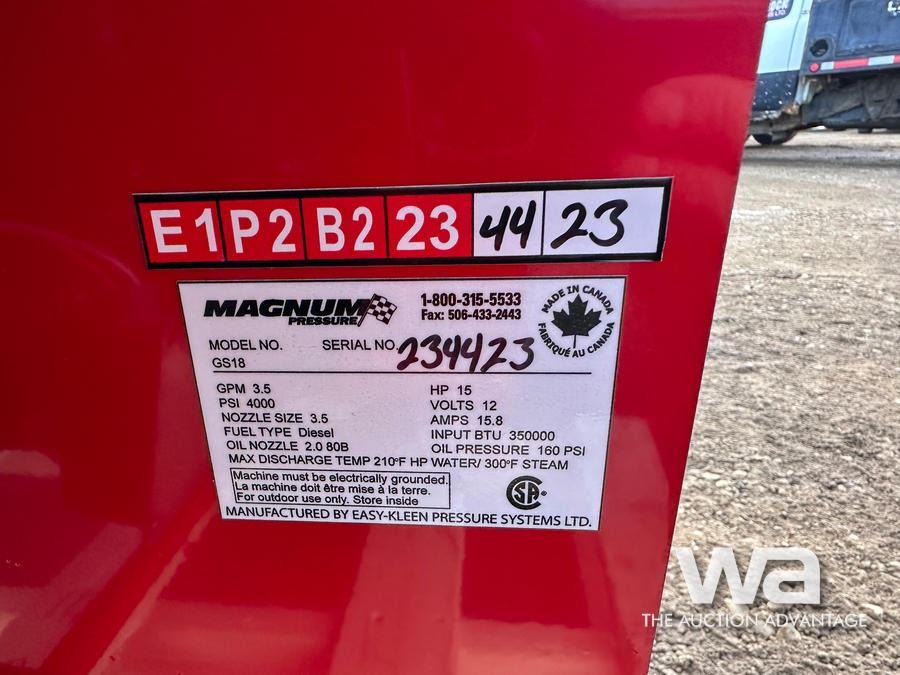 E1 P2 B2 23 44 23
MAGNUM
PRESSURE
1-800-315-5533
Fax: 506-433-2443
MADE IN CANADA
FABRIQUÉ AU CANADA
MODEL NO. SERIAL NO. 234423
GS18
GPM 3.5
PSI 4000
NOZZLE SIZE 3.5
FUEL TYPE Diesel
OIL NOZZLE 2.0 80B
HP 15
VOLTS 12
AMPS 15.8
INPUT BTU 350000
OIL PRESSURE 160 PSI
MAX DISCHARGE TEMP 210°F HP WATER/ 300°F STEAM
Machine must be electrically grounded.
La machine doit être mise à la terre.
For outdoor use only. Store inside
CSA
MANUFACTURED BY EASY-KLEEN PRESSURE SYSTEMS LTD.
wa
THE AUCTION ADVANTAGE